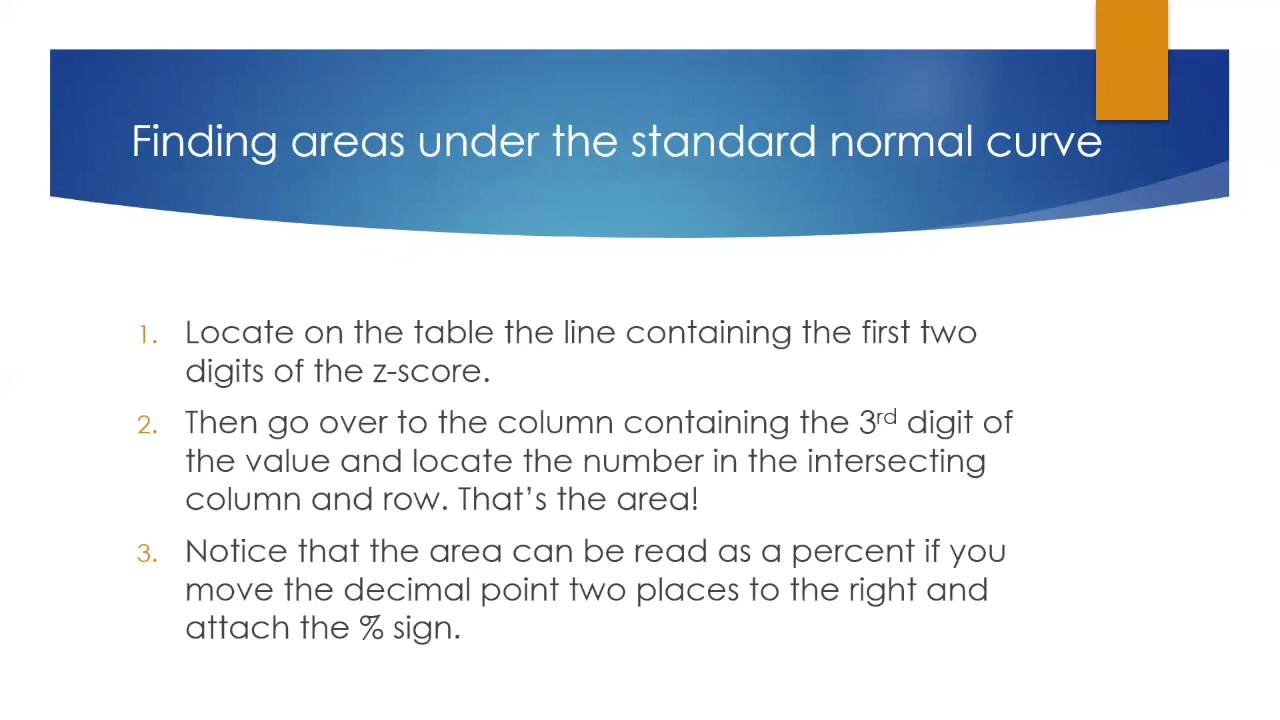 Finding areas under the standard normal curve
1. Locate on the table the line containing the first two
digits of the z-score.
2. Then go over to the column containing the 3rd digit of
the value and locate the number in the intersecting
column and row. That’s the area!
3. Notice that the area can be read as a percent if you
move the decimal point two places to the right and
attach the % sign.